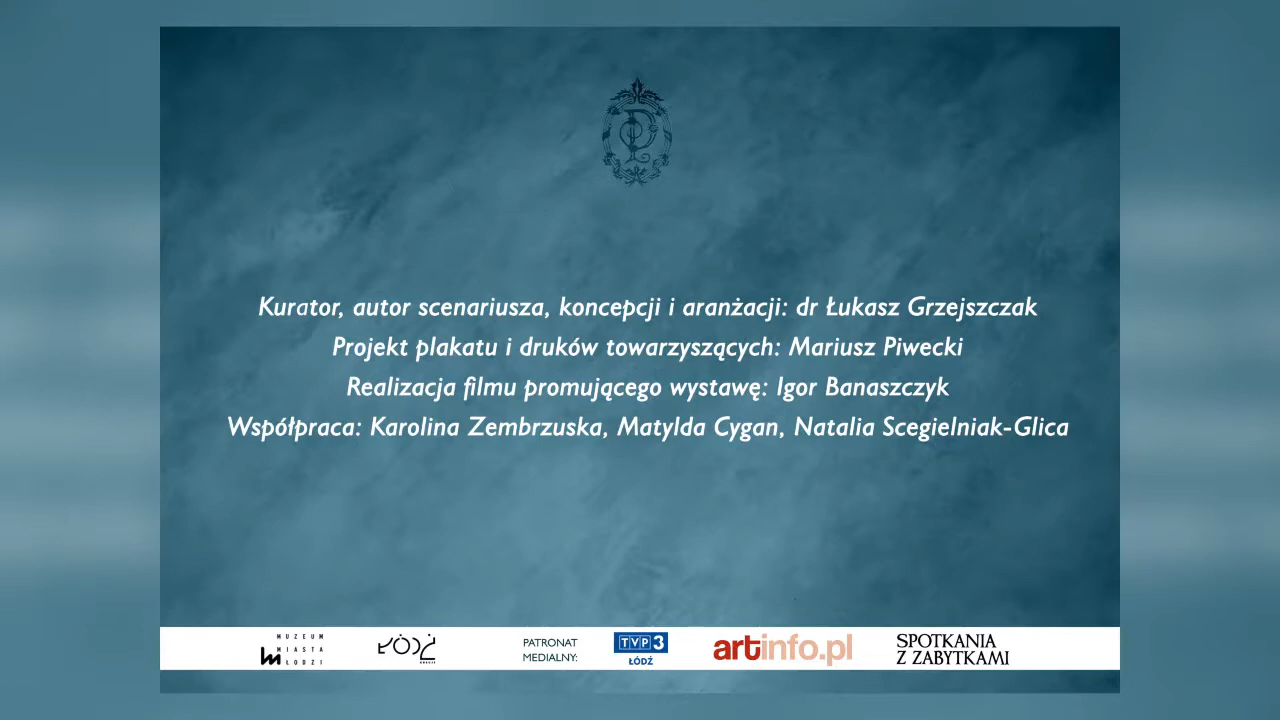 Kurator, autor scenariusza, koncepcji i aranżacji: dr Łukasz Grzejszczak
Projekt plakatu i druków towarzyszących: Mariusz Piwecki
Realizacja filmu promującego wystawę: Igor Banaszczyk
Współpraca: Karolina Zembrzuska, Matylda Cygan, Natalia Scegielniak-Glica
MUZEUM
MIASTA
ŁODZI
ŁÓDŹ
PATRONAT
MEDIALNY:
TVP3
ŁÓDŹ
artinfo.pl
SPOTKANIA
Z ZABYTKAMI